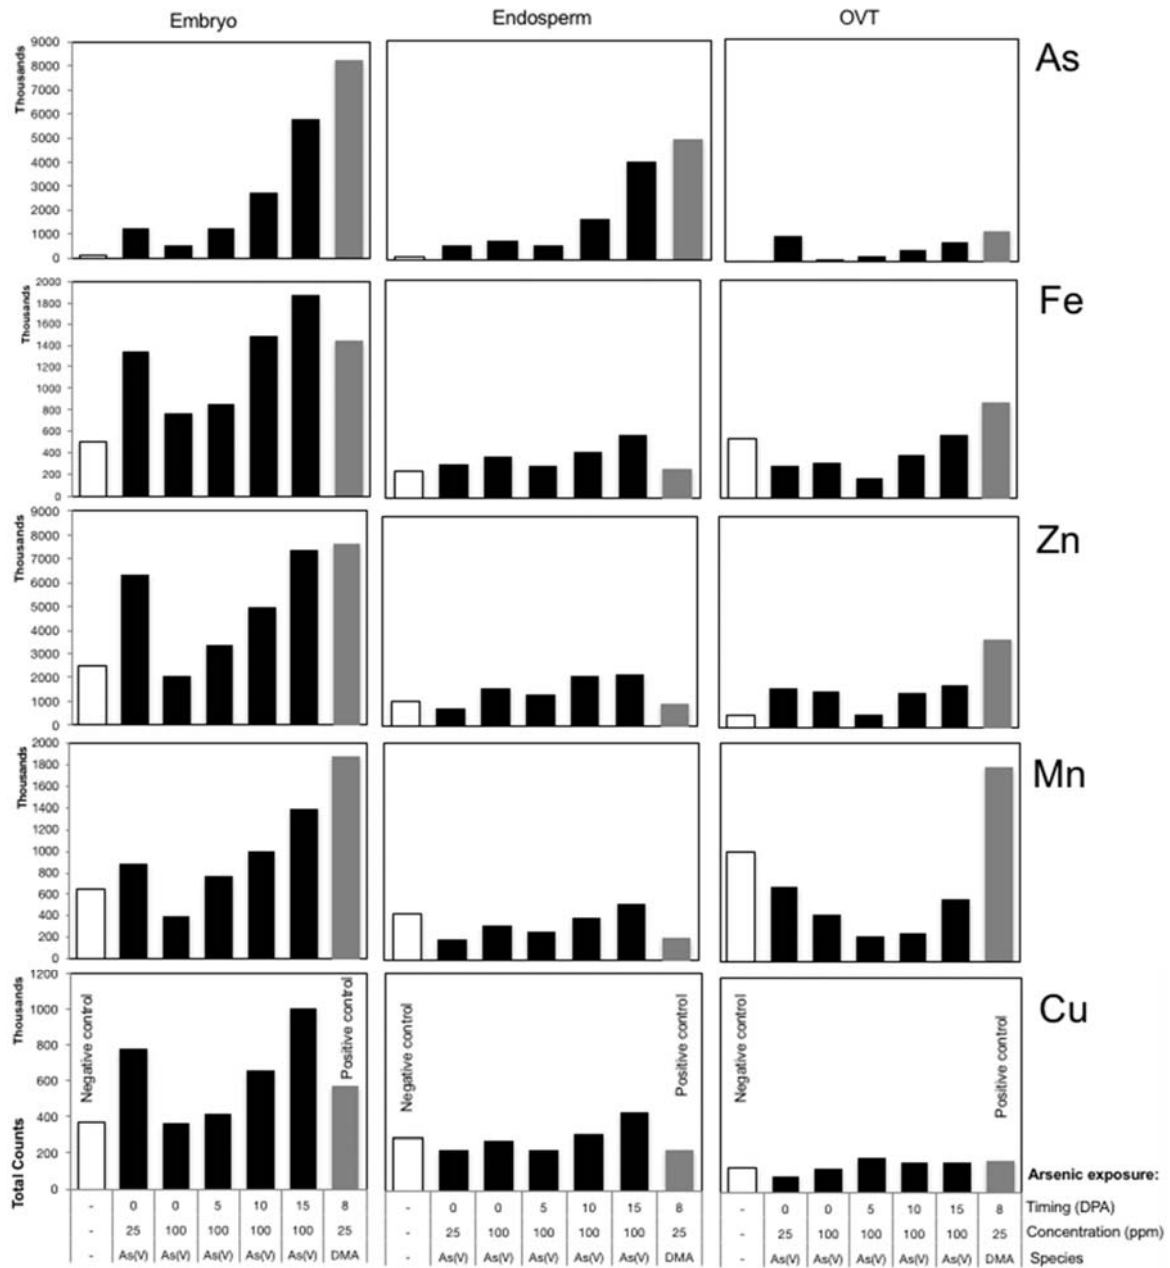 Embryo Endosperm OVT
As
Thousands
9000
8000
7000
6000
5000
4000
3000
2000
1000
0
Fe
Thousands
2000
1800
1600
1400
1200
1000
800
600
400
200
0
Zn
Thousands
9000
8000
7000
6000
5000
4000
3000
2000
1000
0
Mn
Thousands
2000
1800
1600
1400
1200
1000
800
600
400
200
0
Cu
Thousands
Total Counts
1200
1000
800
600
400
200
0
Negative control Positive control Negative control Positive control Negative control Positive control
Arsenic exposure:
- 0 0 5 10 15 8 - 0 0 5 10 15 8 - 0 0 5 10 15 8 Timing (DPA)
- 25 100 100 100 100 25 - 25 100 100 100 100 25 - 25 100 100 100 100 25 Concentration (ppm)
- As(V) As(V) As(V) As(V) As(V) DMA - As(V) As(V) As(V) As(V) As(V) DMA - As(V) As(V) As(V) As(V) As(V) DMA Species